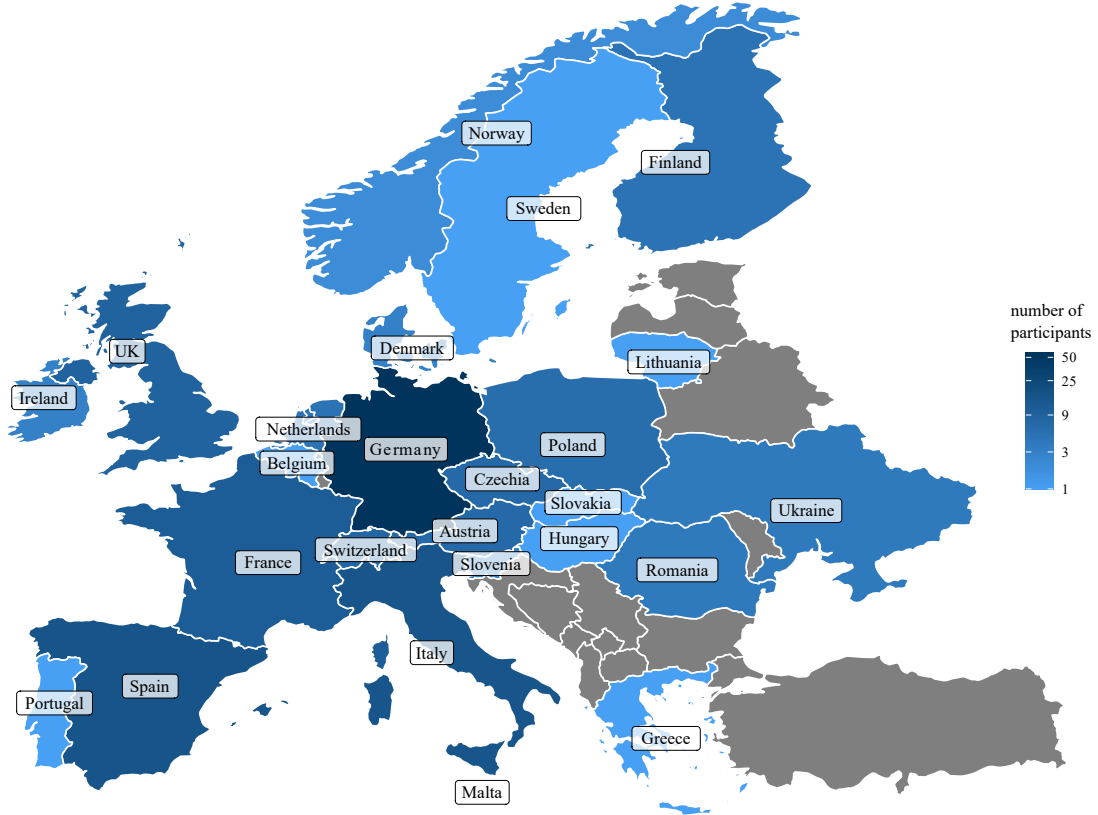 Norway
Finland
Sweden
number of
participants
50
25
9
3
1
Denmark
UK
Lithuania
Ireland
Netherlands
Germany
Poland
Belgium
Czechia
Slovakia
Ukraine
Austria
Hungary
Switzerland
France
Slovenia
Romania
Italy
Spain
Portugal
Greece
Malta